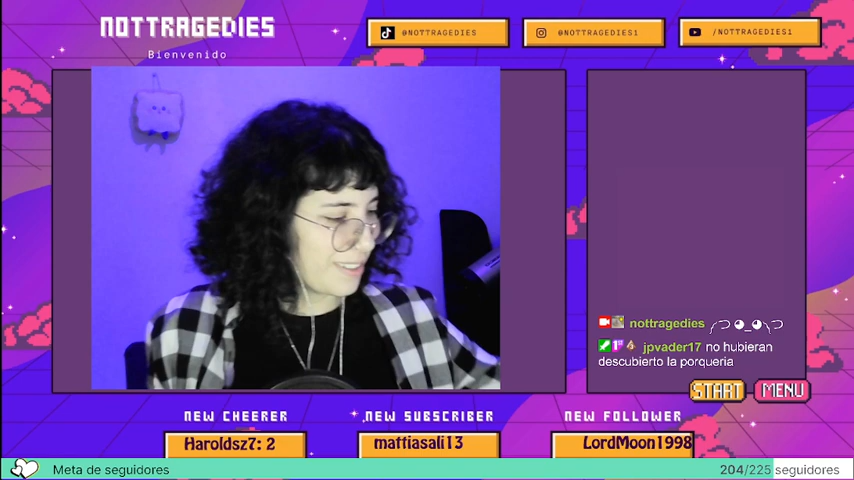 NOTTRAGEDIES
Bienvenido
@NOTTRAGEDIES
@NOTTRAGEDIES1
/NOTTRAGEDIES1
nottragedies ╭⊃ ◕_◕╮⊃
jpvader17 no hubieran
descubierto la porqueria
START MENU
NEW CHEERER
NEW SUBSCRIBER
NEW FOLLOWER
Haroldsz7: 2
mattiasali13
LordMoon1998
Meta de seguidores
204/225 seguidores